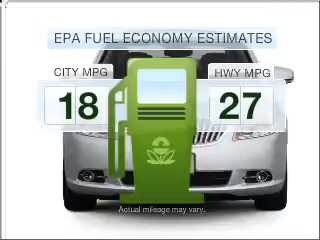 EPA FUEL ECONOMY ESTIMATES
CITY MPG
HWY MPG
18
27
Actual mileage may vary.